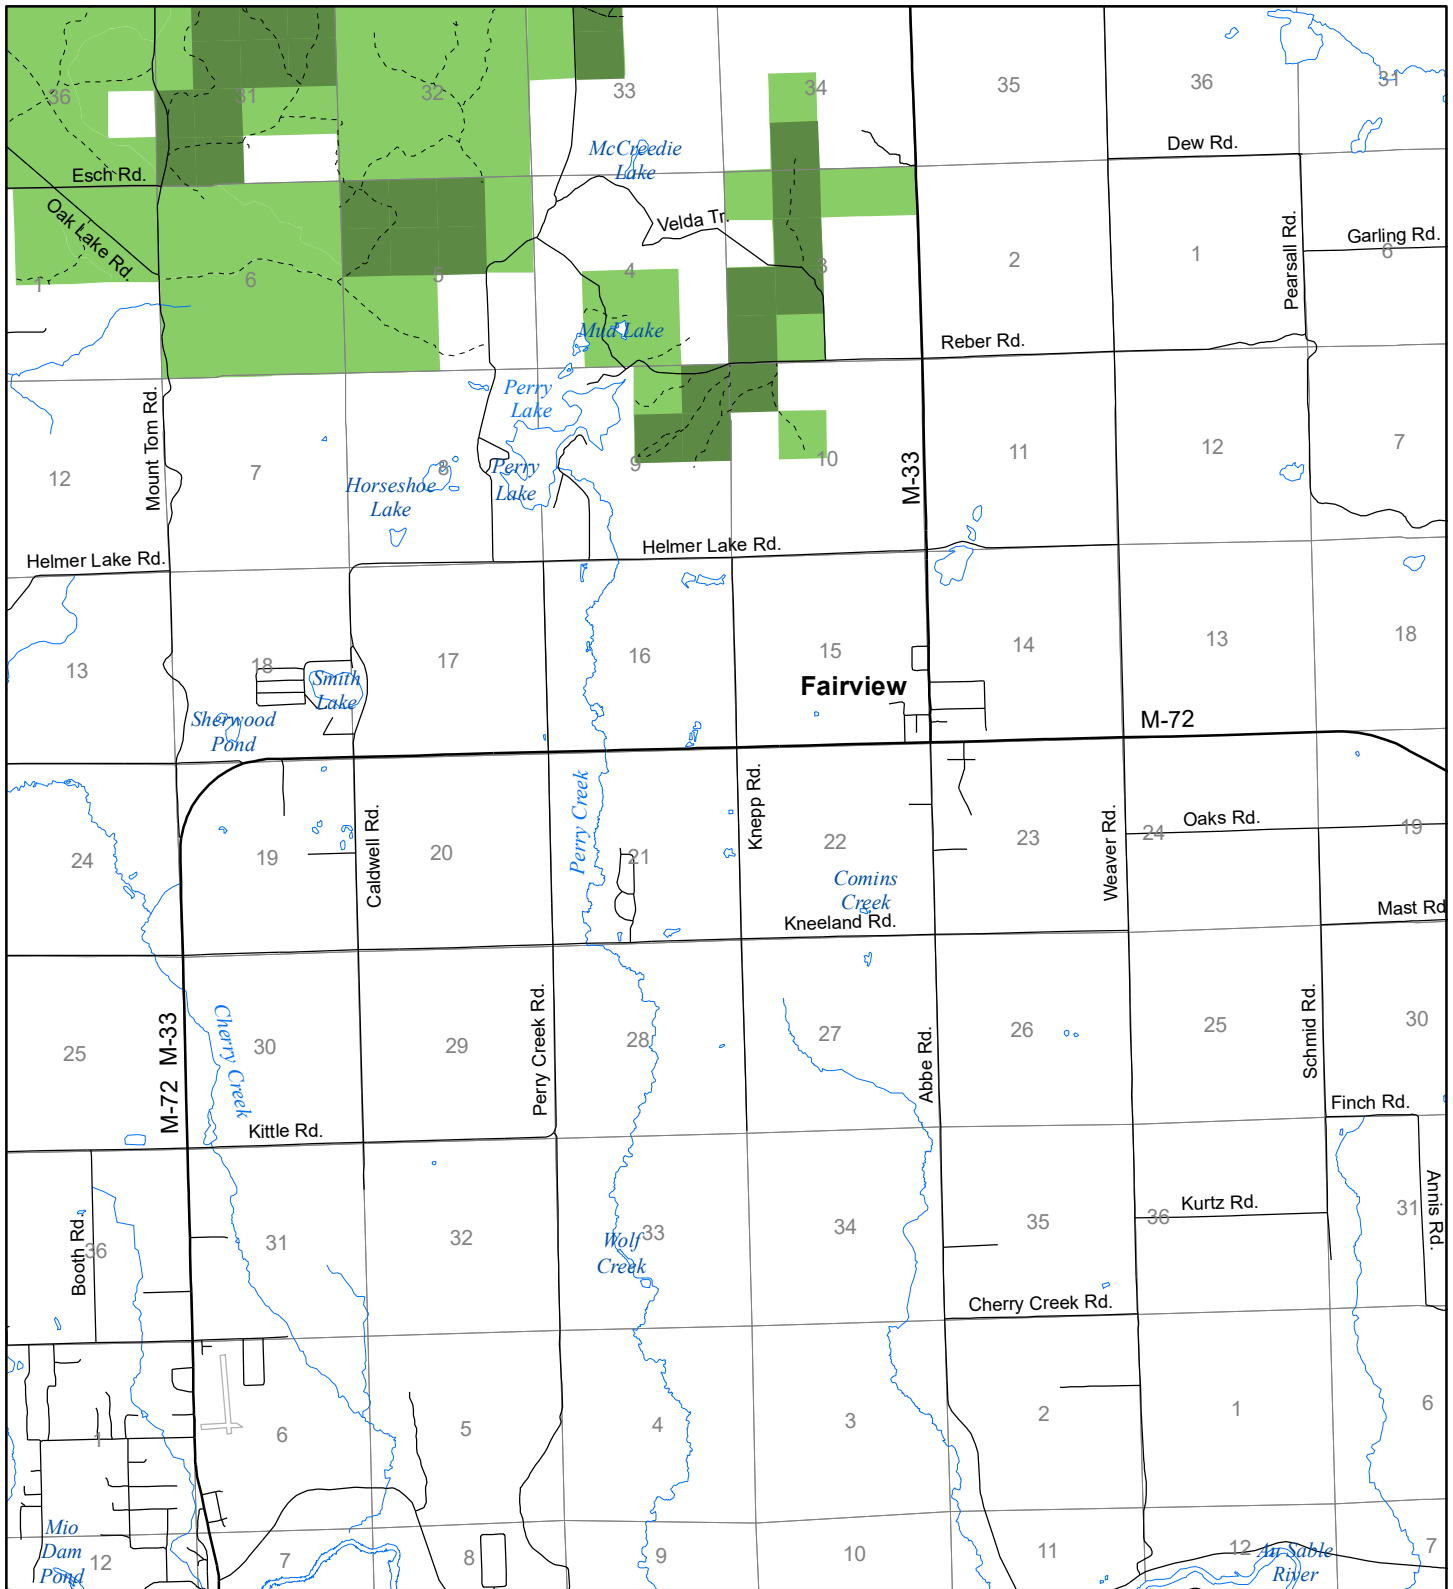 36
31
32
33
34
35
36
31
McCreedie
Lake
Dew Rd.
Esch Rd.
Oak Lake Rd.
Velda Tr.
Pearsall Rd.
Garling Rd.
1
6
5
4
3
2
1
6
Mud Lake
Reber Rd.
Mount Tom Rd.
Perry
Lake
M-33
12
7
8
Perry
Lake
9
10
11
12
7
Horseshoe
Lake
Helmer Lake Rd.
Helmer Lake Rd.
13
18
17
16
15
14
13
18
Smith
Lake
Fairview
Sherwood
Pond
M-72
24
19
Caldwell Rd.
20
Perry Creek
21
Knepp Rd.
22
23
Weaver Rd.
24
Oaks Rd.
19
Comins
Creek
Kneeland Rd.
Mast Rd
25
M-72 M-33
Cherry Creek
30
29
Perry Creek Rd.
28
27
Abbe Rd.
26
25
Schmid Rd.
30
Kittle Rd.
Finch Rd.
Booth Rd.
36
31
32
33
Wolf
Creek
34
35
36
Kurtz Rd.
31
Annis Rd.
Cherry Creek Rd.
1
6
5
4
3
2
1
6
Mio
Dam
Pond
12
7
8
9
10
11
12
Au Sable
River
7